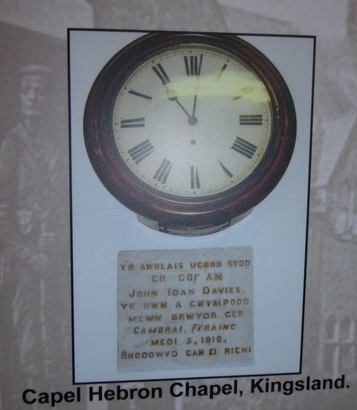 YR AWRLAIS UCHOD SYDD
ER COF AM
JOHN IDAN DAVIES,
YR HWN A GWYMPODD
MEWN BRWYDR GER
CAMBRAI, FFRAINC.
MEDI 5, 1918,
RHODDWYD GAN EI RIENI
Capel Hebron Chapel, Kingsland.